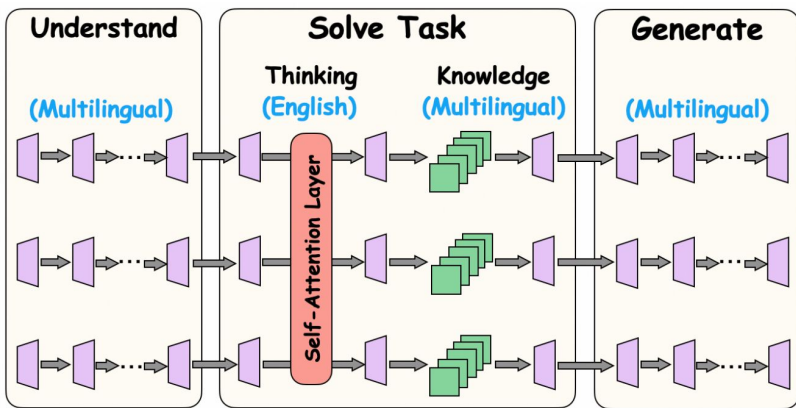 Understand
(Multilingual)
Solve Task
Thinking
(English)
Knowledge
(Multilingual)
Self-Attention Layer
Generate
(Multilingual)